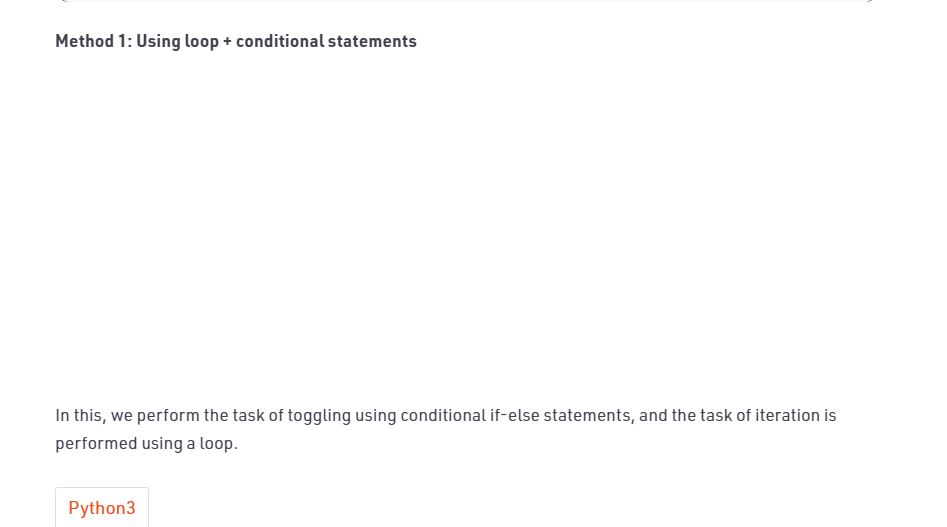 Method 1: Using loop + conditional statements
In this, we perform the task of toggling using conditional if-else statements, and the task of iteration is
performed using a loop.
Python3